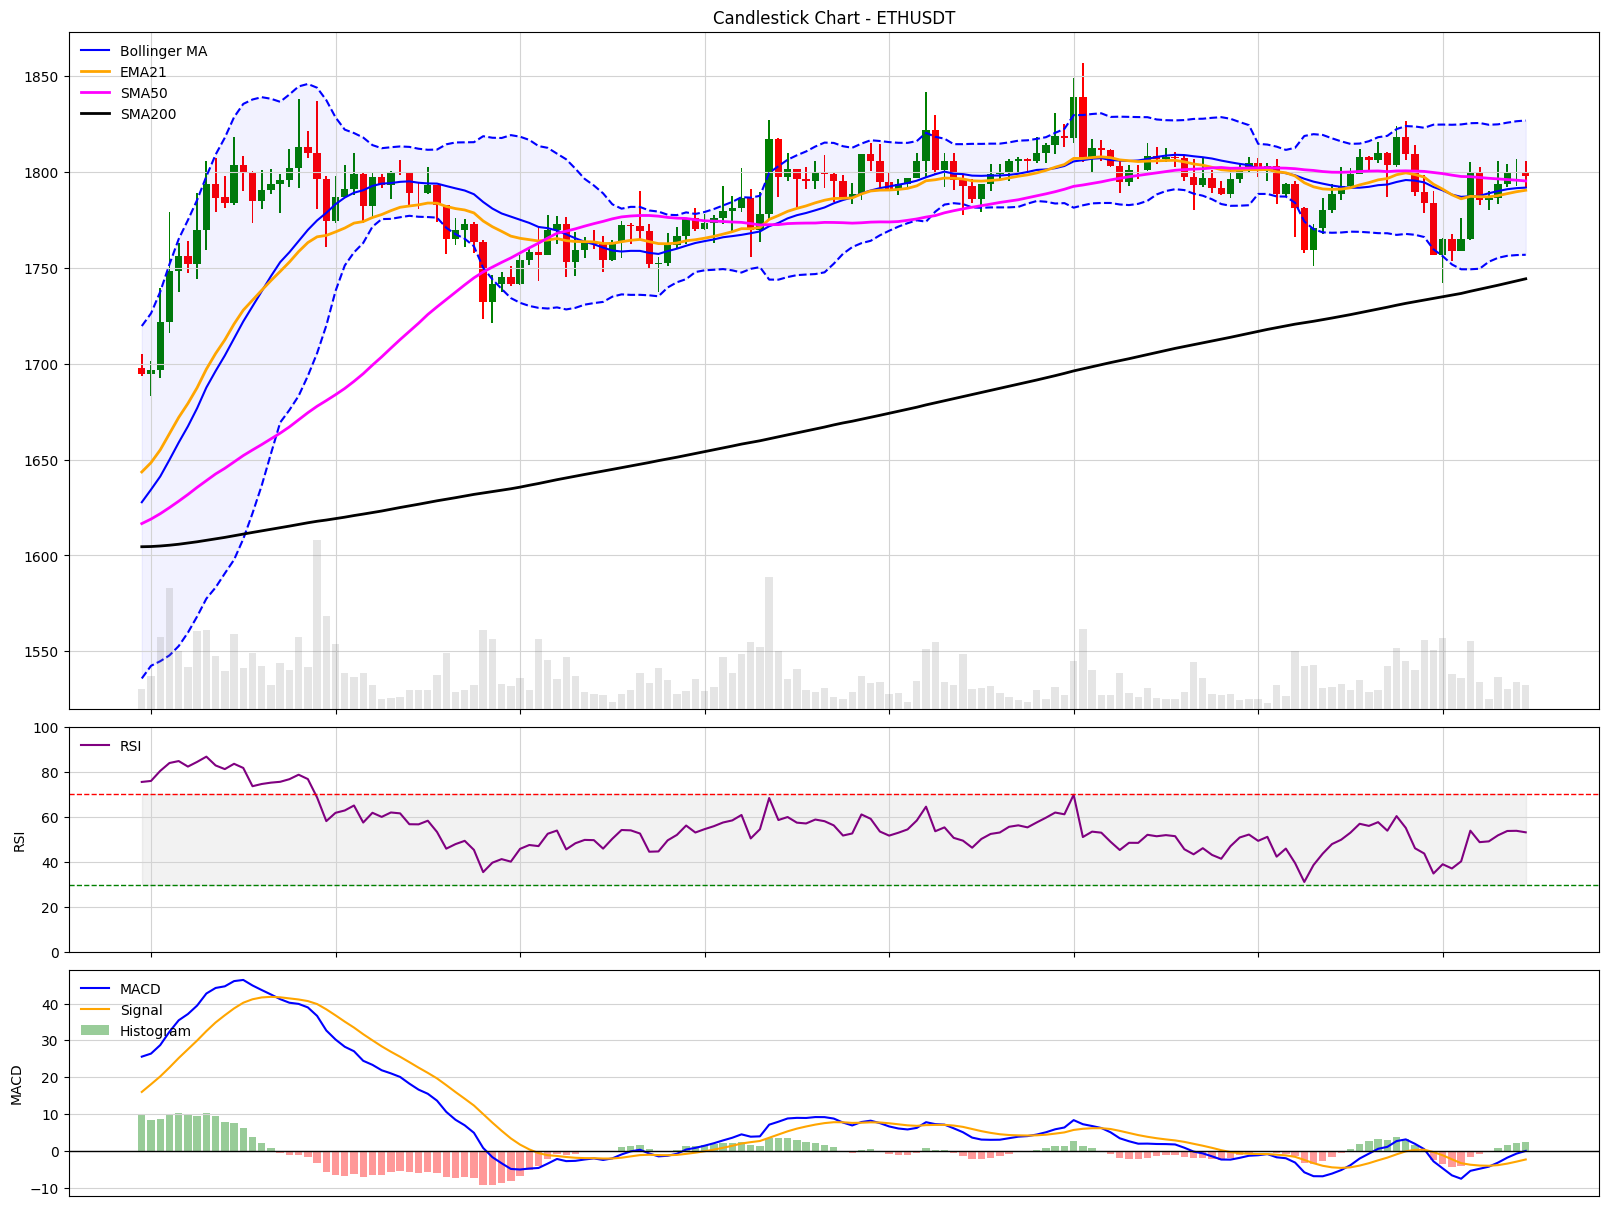 Candlestick Chart - ETHUSDT
Bollinger MA
EMA21
SMA50
SMA200
1850
1800
1750
1700
1650
1600
1550
RSI
RSI
100
80
60
40
20
0
MACD
MACD
Signal
Histogram
40
30
20
10
0
−10